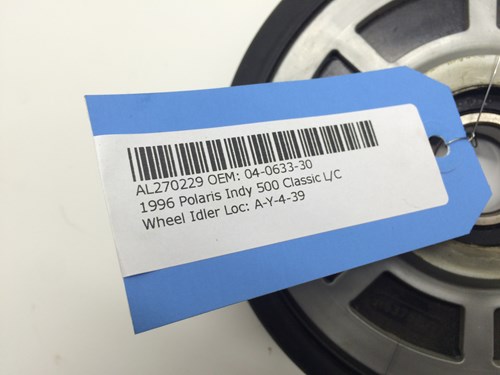 AL270229 OEM: 04-0633-30
1996 Polaris Indy 500 Classic L/C
Wheel Idler Loc: A-Y-4-39